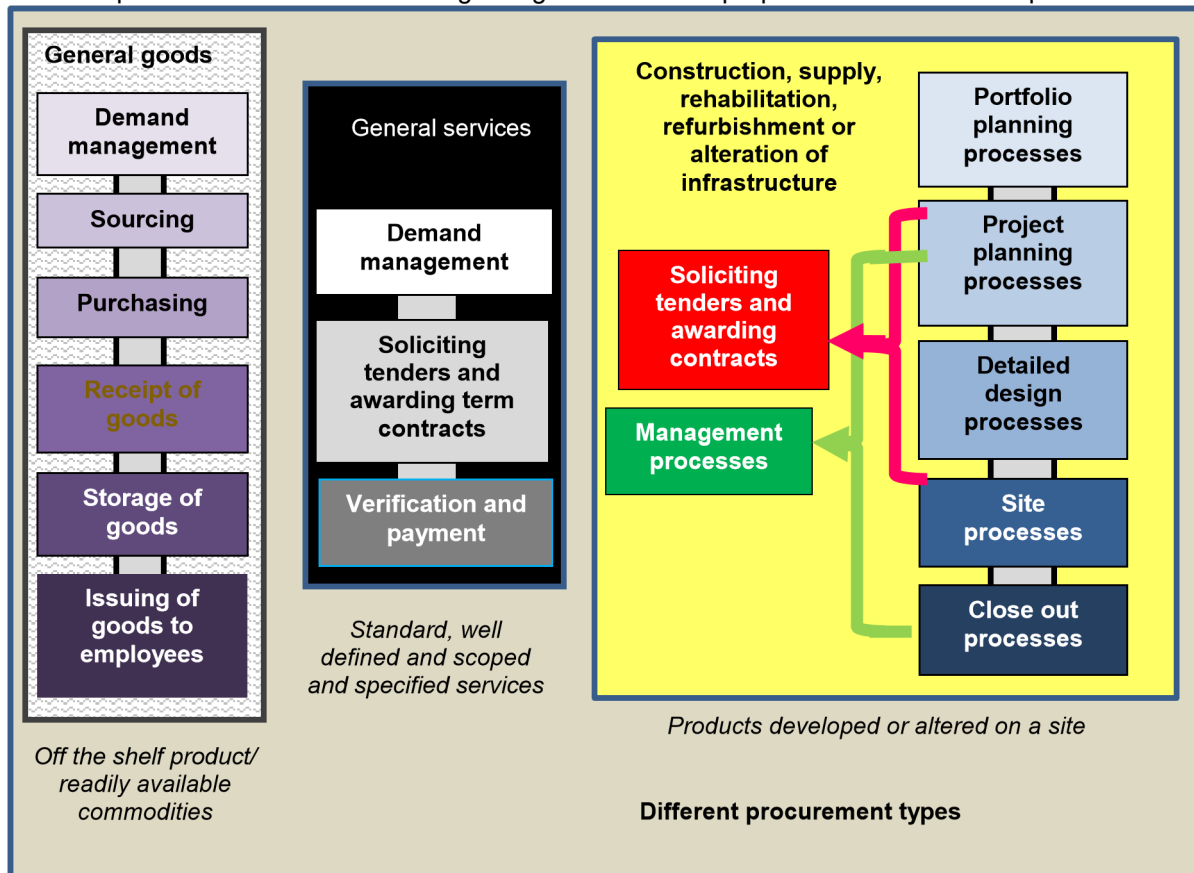 General goods
Demand
management
Sourcing
Purchasing
Receipt of
goods
Storage of
goods
Issuing of
goods to
employees
Off the shelf product/
readily available
commodities
General services
Demand
management
Soliciting
tenders and
awarding term
contracts
Verification and
payment
Standard, well
defined and scoped
and specified services
Construction, supply,
rehabilitation,
refurbishment or
alteration of
infrastructure
Soliciting
tenders and
awarding
contracts
Management
processes
Portfolio
planning
processes
Project
planning
processes
Detailed
design
processes
Site
processes
Close out
processes
Products developed or altered on a site
Different procurement types